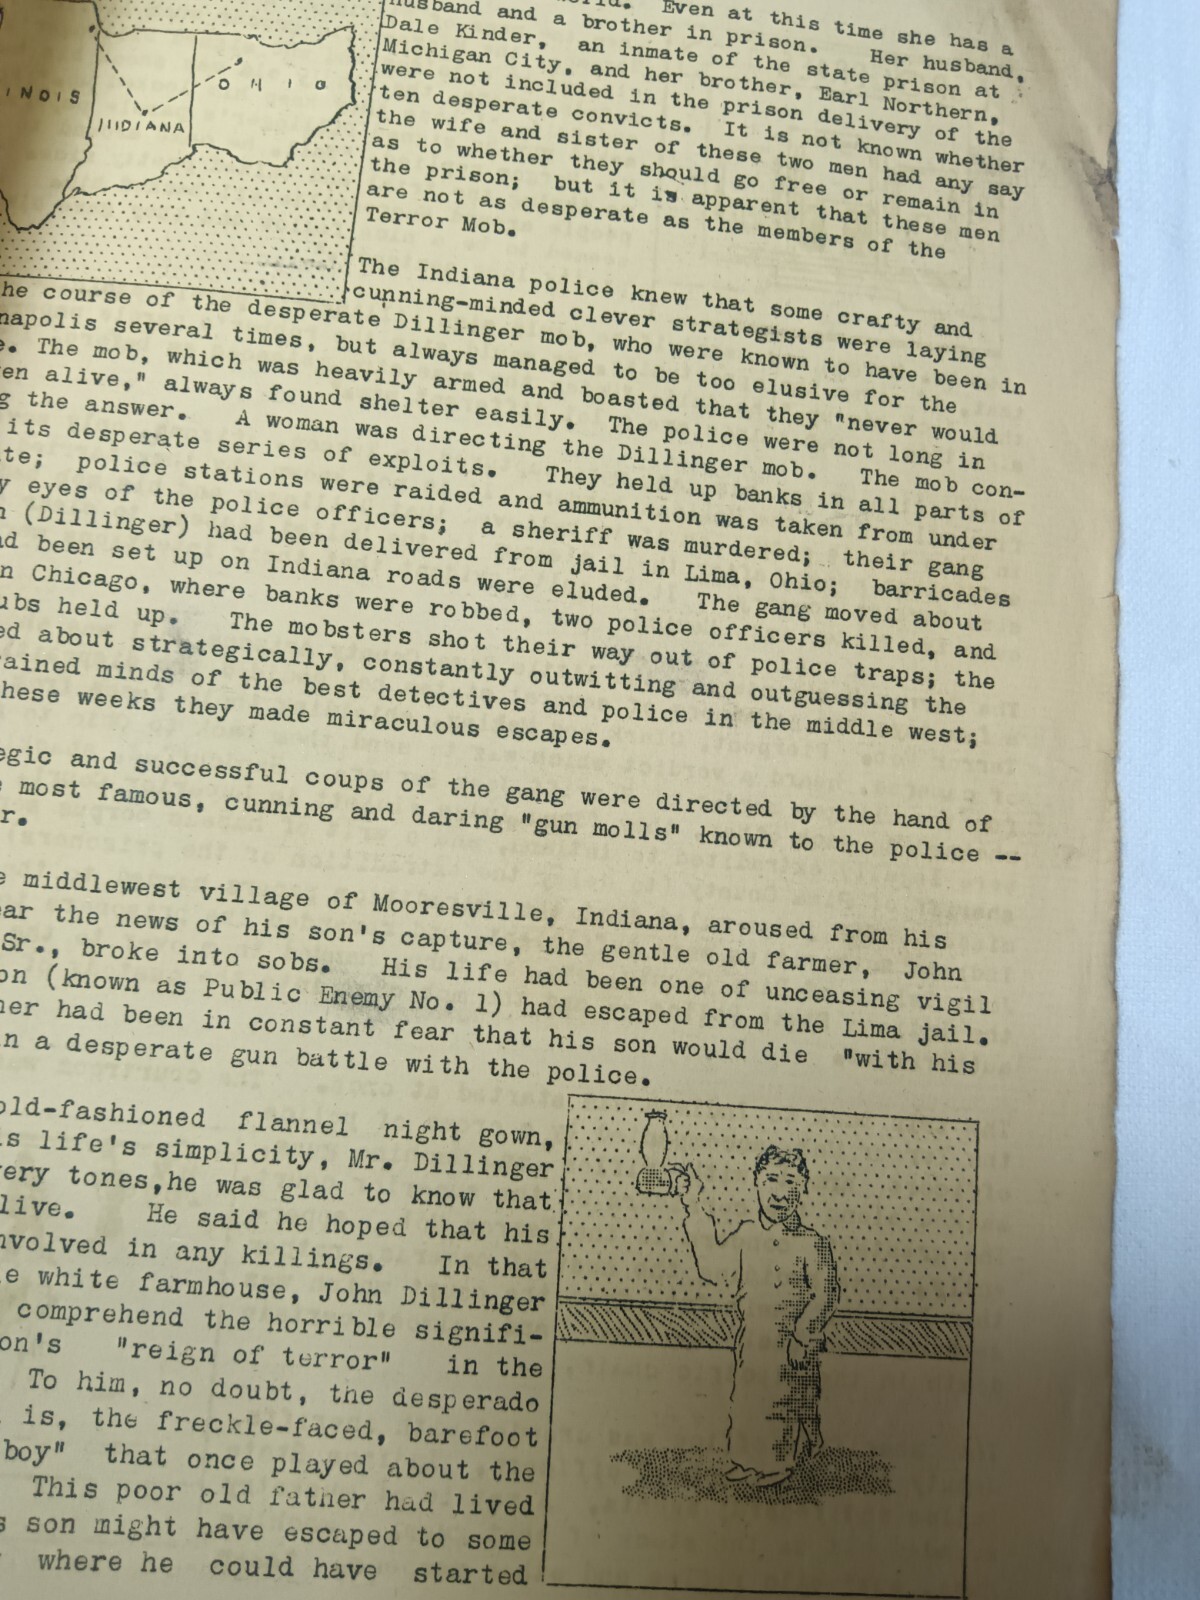 Even at this time she has a
husband and a brother in prison. Her husband,
Dale Kinder, an inmate of the state prison at
Michigan City, and her brother, Earl Northern,
were not included in the prison delivery of the
ten desperate convicts. It is not known whether
the wife and sister of these two men had any say
as to whether they should go free or remain in
the prison; but it is apparent that these men
are not as desperate as the members of the
Terror Mob.
INOIS
INDIANA
OHIO
The Indiana police knew that some crafty and
cunning-minded clever strategists were laying
he course of the desperate Dillinger mob, who were known to have been in
napolis several times, but always managed to be too elusive for the
e. The mob, which was heavily armed and boasted that they "never would
en alive," always found shelter easily. The police were not long in
g the answer. A woman was directing the Dillinger mob. The mob con-
its desperate series of exploits. They held up banks in all parts of
te; police stations were raided and ammunition was taken from under
y eyes of the police officers; a sheriff was murdered; their gang
n (Dillinger) had been delivered from jail in Lima, Ohio; barricades
ad been set up on Indiana roads were eluded. The gang moved about
n Chicago, where banks were robbed, two police officers killed, and
ubs held up. The mobsters shot their way out of police traps; the
ed about strategically, constantly outwitting and outguessing the
rained minds of the best detectives and police in the middle west;
these weeks they made miraculous escapes.
egic and successful coups of the gang were directed by the hand of
e most famous, cunning and daring "gun molls" known to the police --
r.
e middlewest village of Mooresville, Indiana, aroused from his
ear the news of his son's capture, the gentle old farmer, John
Sr., broke into sobs. His life had been one of unceasing vigil
on (known as Public Enemy No. 1) had escaped from the Lima jail.
her had been in constant fear that his son would die "with his
in a desperate gun battle with the police.
old-fashioned flannel night gown,
is life's simplicity, Mr. Dillinger
very tones,he was glad to know that
live. He said he hoped that his
nvolved in any killings. In that
le white farmhouse, John Dillinger
comprehend the horrible signifi-
on's "reign of terror" in the
To him, no doubt, the desperado
is, the freckle-faced, barefoot
boy" that once played about the
This poor old father had lived
s son might have escaped to some
where he could have started